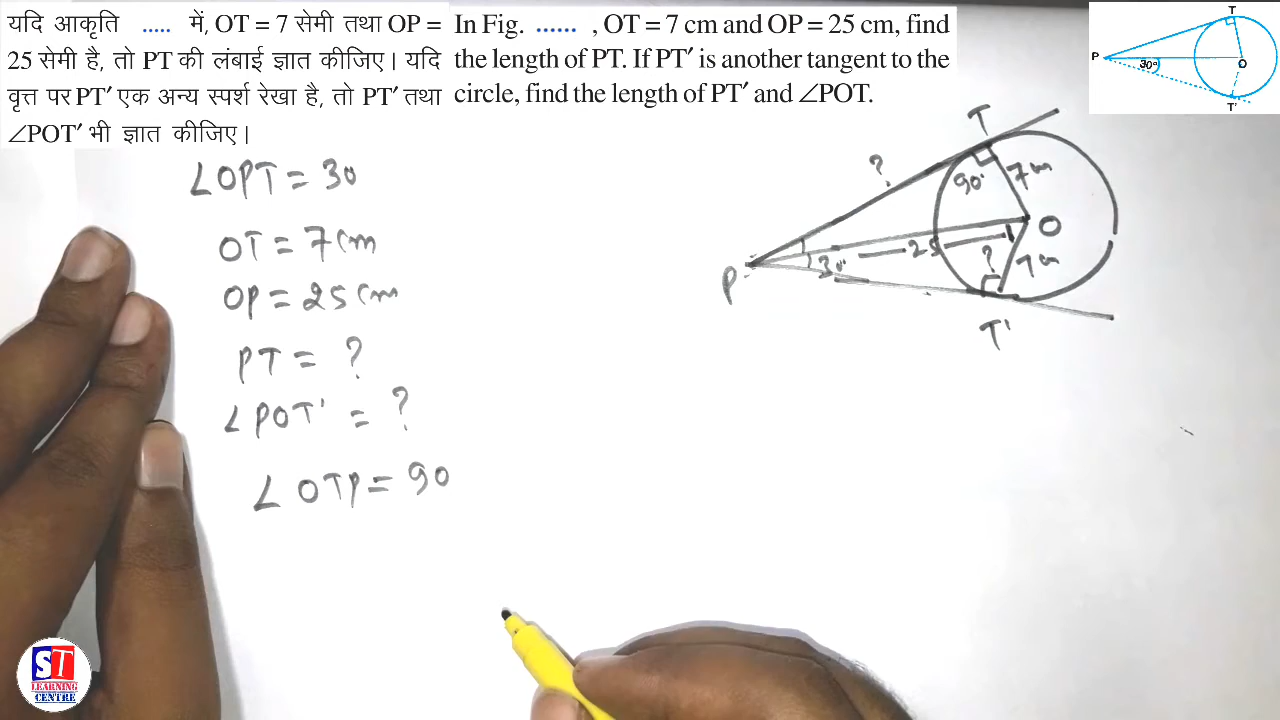 यदि आकृति ..... में, OT = 7 सेमी तथा OP =
25 सेमी है, तो PT की लंबाई ज्ञात कीजिए। यदि
वृत्त पर PT′ एक अन्य स्पर्श रेखा है, तो PT′ तथा
∠POT′ भी ज्ञात कीजिए।
In Fig. ...... , OT = 7 cm and OP = 25 cm, find
the length of PT. If PT′ is another tangent to the
circle, find the length of PT′ and ∠POT.
T
P
30°
O
T'
∠OPT = 30
OT = 7cm
OP = 25cm
PT = ?
∠POT' = ?
∠OTP = 90
T
?
90°
7cm
O
25
?
7cm
30°
P
T'
ST
LEARNING
CENTRE